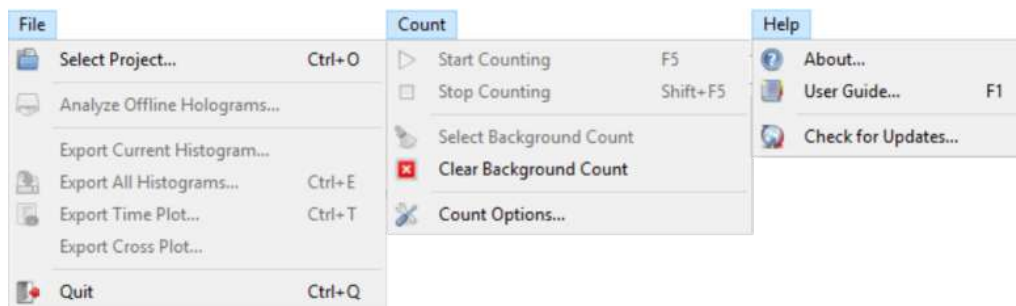 File
Select Project... Ctrl+O
Analyze Offline Holograms...
Export Current Histogram...
Export All Histograms... Ctrl+E
Export Time Plot... Ctrl+T
Export Cross Plot...
Quit Ctrl+Q
Count
Start Counting F5
Stop Counting Shift+F5
Select Background Count
Clear Background Count
Count Options...
Help
About...
User Guide... F1
Check for Updates...